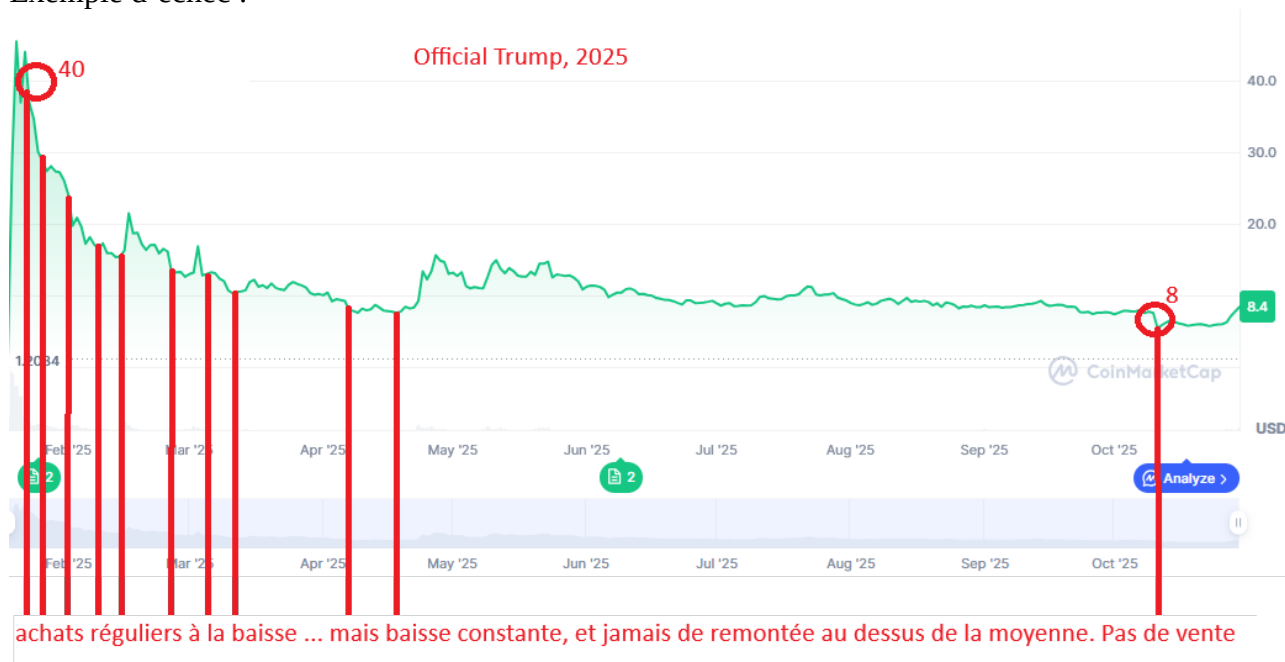 Exemple d'échec :
Official Trump, 2025
40
40.0
30.0
20.0
8
8.4
CoinMarketCap
USD
Feb '25 Mar '25 Apr '25 May '25 Jun '25 Jul '25 Aug '25 Sep '25 Oct '25
2 2 Analyze >
Feb '25 Mar '25 Apr '25 May '25 Jun '25 Jul '25 Aug '25 Sep '25 Oct '25
achats réguliers à la baisse ... mais baisse constante, et jamais de remontée au dessus de la moyenne. Pas de vente